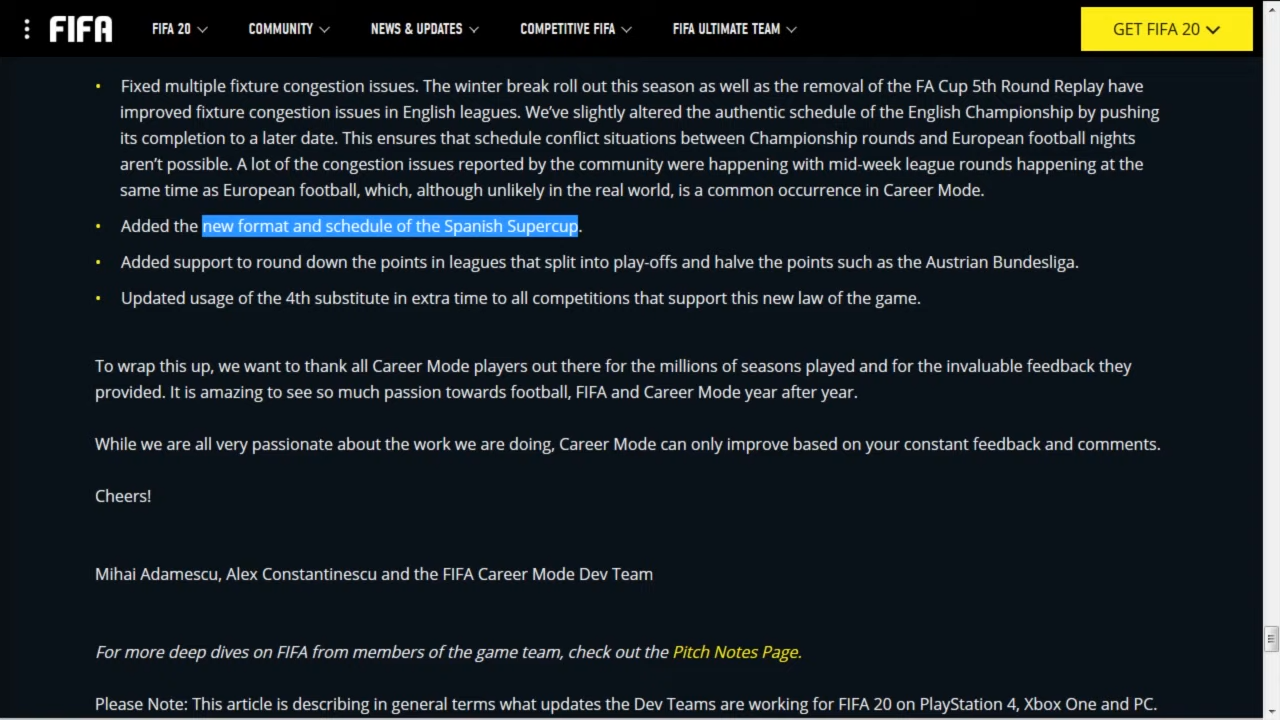 FIFA FIFA 20 COMMUNITY NEWS & UPDATES COMPETITIVE FIFA FIFA ULTIMATE TEAM GET FIFA 20
• Fixed multiple fixture congestion issues. The winter break roll out this season as well as the removal of the FA Cup 5th Round Replay have
improved fixture congestion issues in English leagues. We’ve slightly altered the authentic schedule of the English Championship by pushing
its completion to a later date. This ensures that schedule conflict situations between Championship rounds and European football nights
aren’t possible. A lot of the congestion issues reported by the community were happening with mid-week league rounds happening at the
same time as European football, which, although unlikely in the real world, is a common occurrence in Career Mode.
• Added the new format and schedule of the Spanish Supercup.
• Added support to round down the points in leagues that split into play-offs and halve the points such as the Austrian Bundesliga.
• Updated usage of the 4th substitute in extra time to all competitions that support this new law of the game.
To wrap this up, we want to thank all Career Mode players out there for the millions of seasons played and for the invaluable feedback they
provided. It is amazing to see so much passion towards football, FIFA and Career Mode year after year.
While we are all very passionate about the work we are doing, Career Mode can only improve based on your constant feedback and comments.
Cheers!
Mihai Adamescu, Alex Constantinescu and the FIFA Career Mode Dev Team
For more deep dives on FIFA from members of the game team, check out the Pitch Notes Page.
Please Note: This article is describing in general terms what updates the Dev Teams are working for FIFA 20 on PlayStation 4, Xbox One and PC.